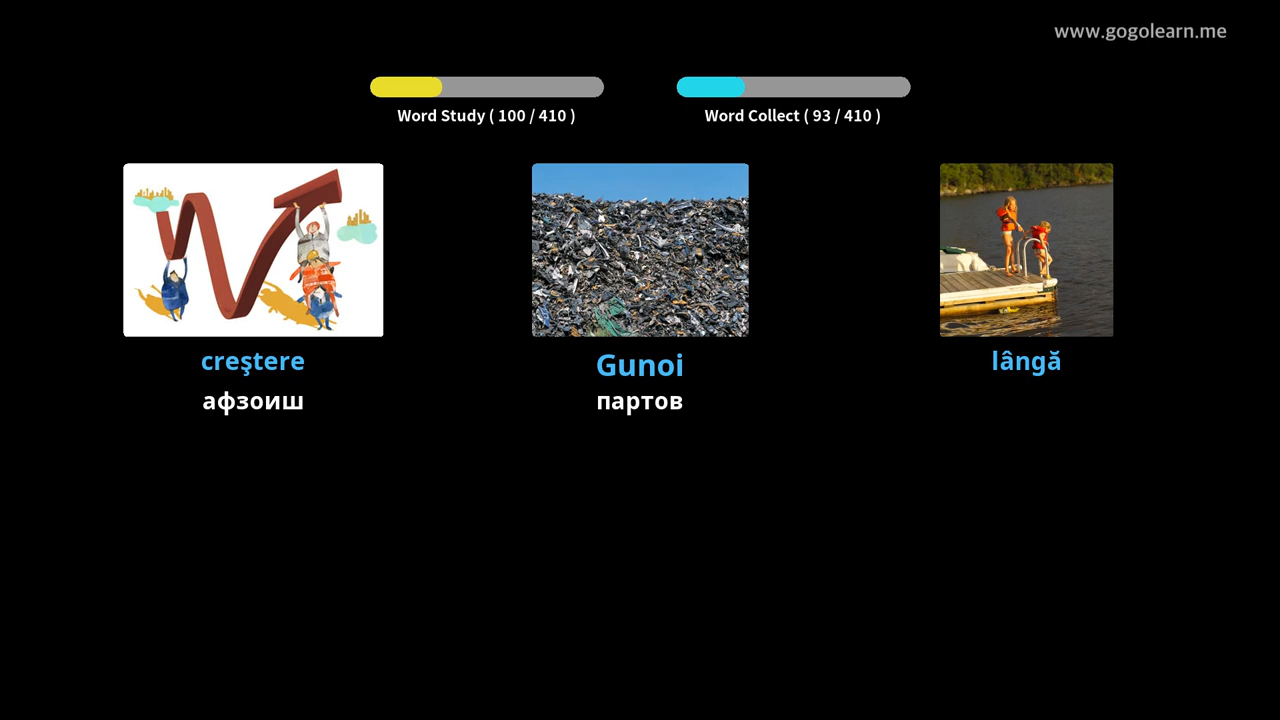 www.gogolearn.me
Word Study ( 100 / 410 )
Word Collect ( 93 / 410 )
creştere
Gunoi
lângă
афзоиш
партов